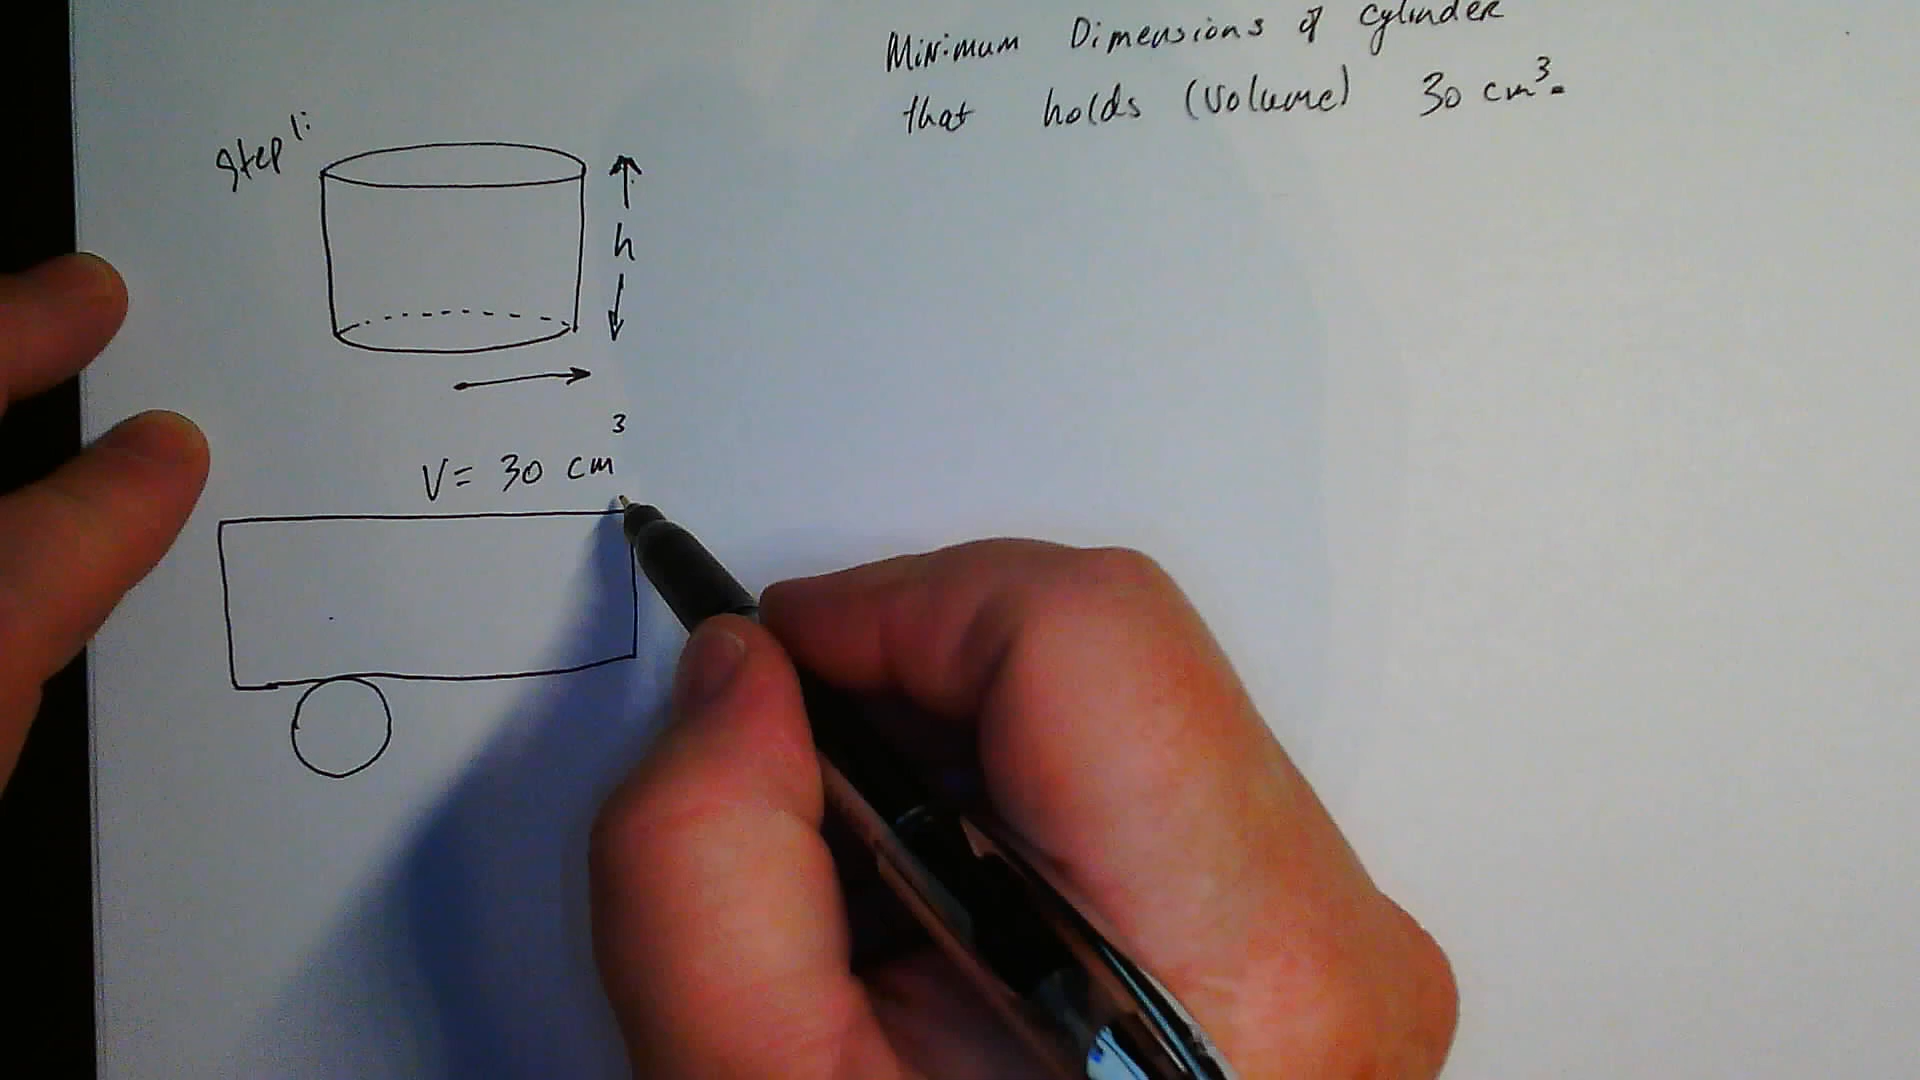 Minimum Dimensions of cylinder
that holds (volume) 30 cm³.
Step 1:
h
V = 30 cm³